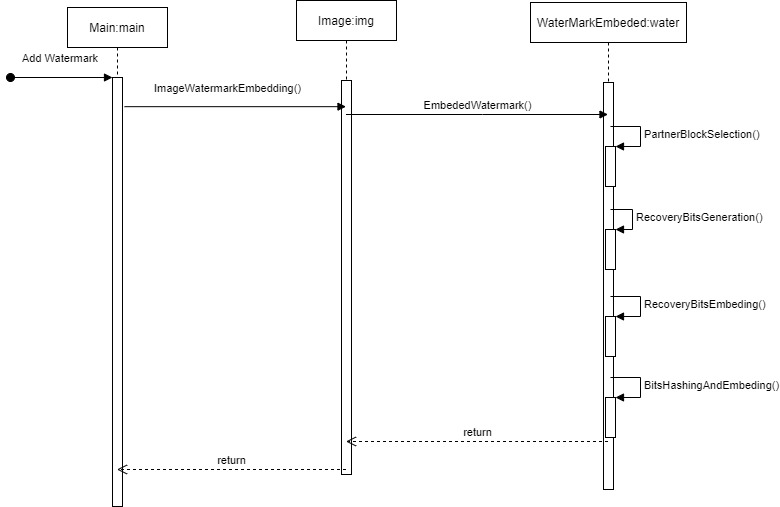 Main:main
Image:img
WaterMarkEmbeded:water
Add Watermark
ImageWatermarkEmbedding()
EmbededWatermark()
PartnerBlockSelection()
RecoveryBitsGeneration()
RecoveryBitsEmbeding()
BitsHashingAndEmbeding()
return
return